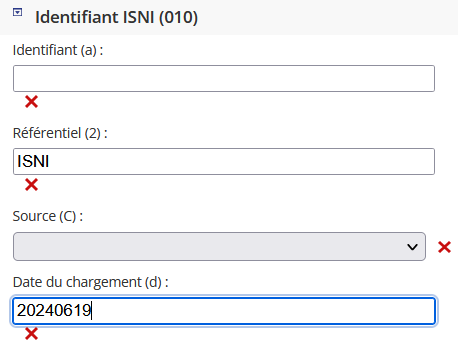 Identifiant ISNI (010)
Identifiant (a) :
Référentiel (2) :
ISNI
Source (C) :
Date du chargement (d) :
20240619